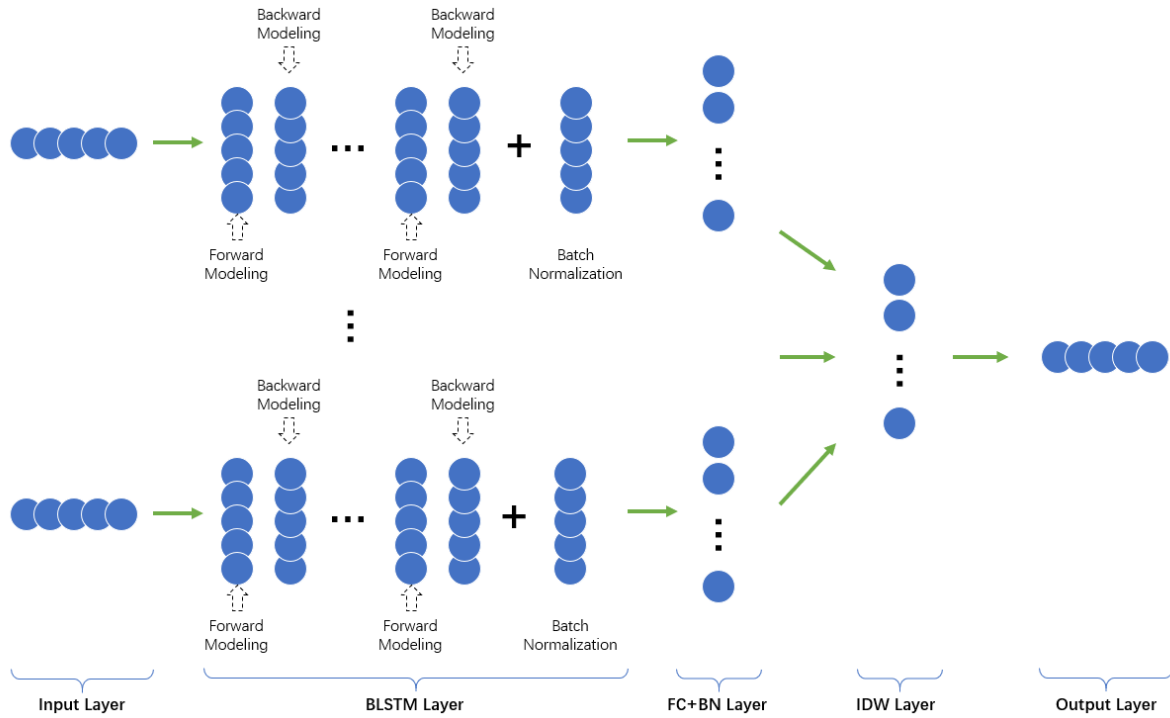 Backward
Modeling
Backward
Modeling
Forward
Modeling
Forward
Modeling
Batch
Normalization
Backward
Modeling
Backward
Modeling
Forward
Modeling
Forward
Modeling
Batch
Normalization
Input Layer
BLSTM Layer
FC+BN Layer
IDW Layer
Output Layer